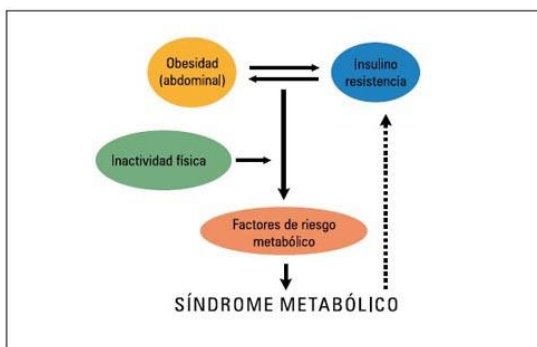 Obesidad
(abdominal)
Insulino
resistencia
Inactividad física
Factores de riesgo
metabólico
SÍNDROME METABÓLICO